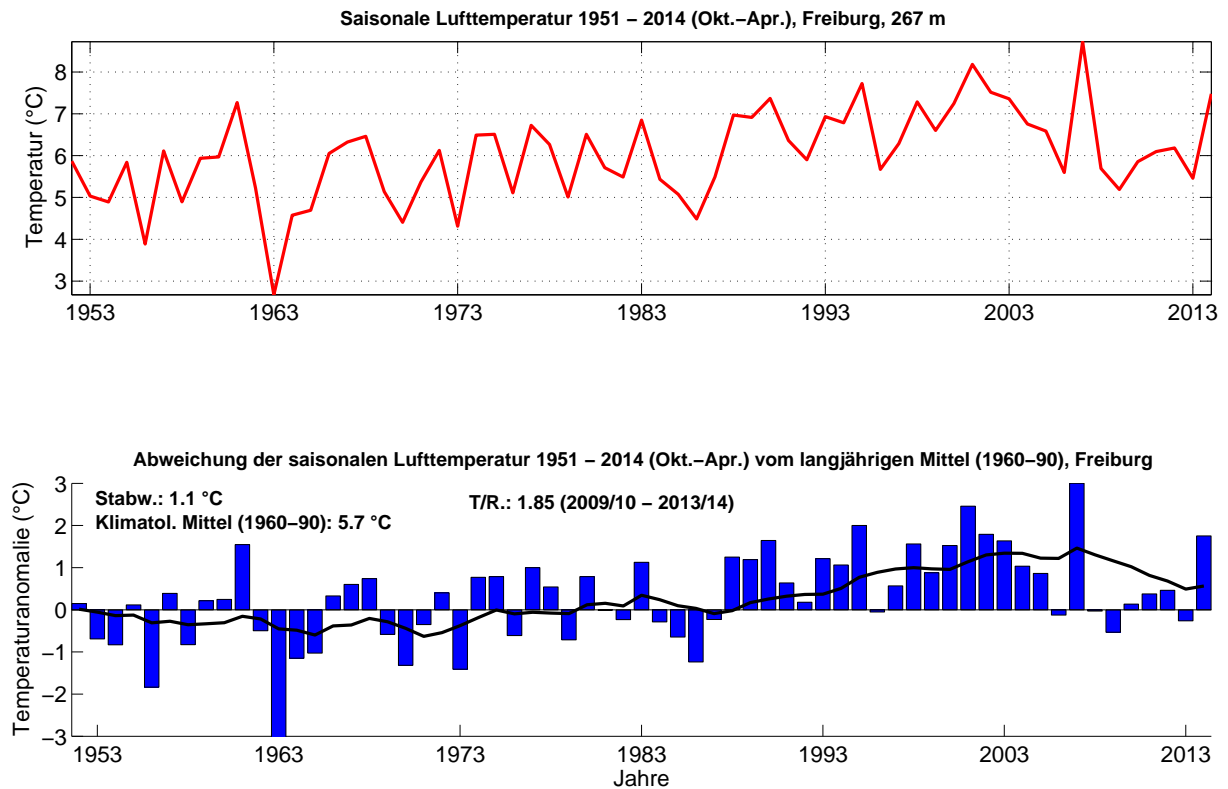 Saisonale Lufttemperatur 1951 − 2014 (Okt.−Apr.), Freiburg, 267 m
Temperatur (°C)
8
7
6
5
4
3
1953 1963 1973 1983 1993 2003 2013
Abweichung der saisonalen Lufttemperatur 1951 − 2014 (Okt.−Apr.) vom langjährigen Mittel (1960−90), Freiburg
Temperaturanomalie (°C)
3
2
1
0
−1
−2
−3
Stabw.: 1.1 °C
Klimatol. Mittel (1960−90): 5.7 °C
T/R.: 1.85 (2009/10 − 2013/14)
1953 1963 1973 1983 1993 2003 2013
Jahre